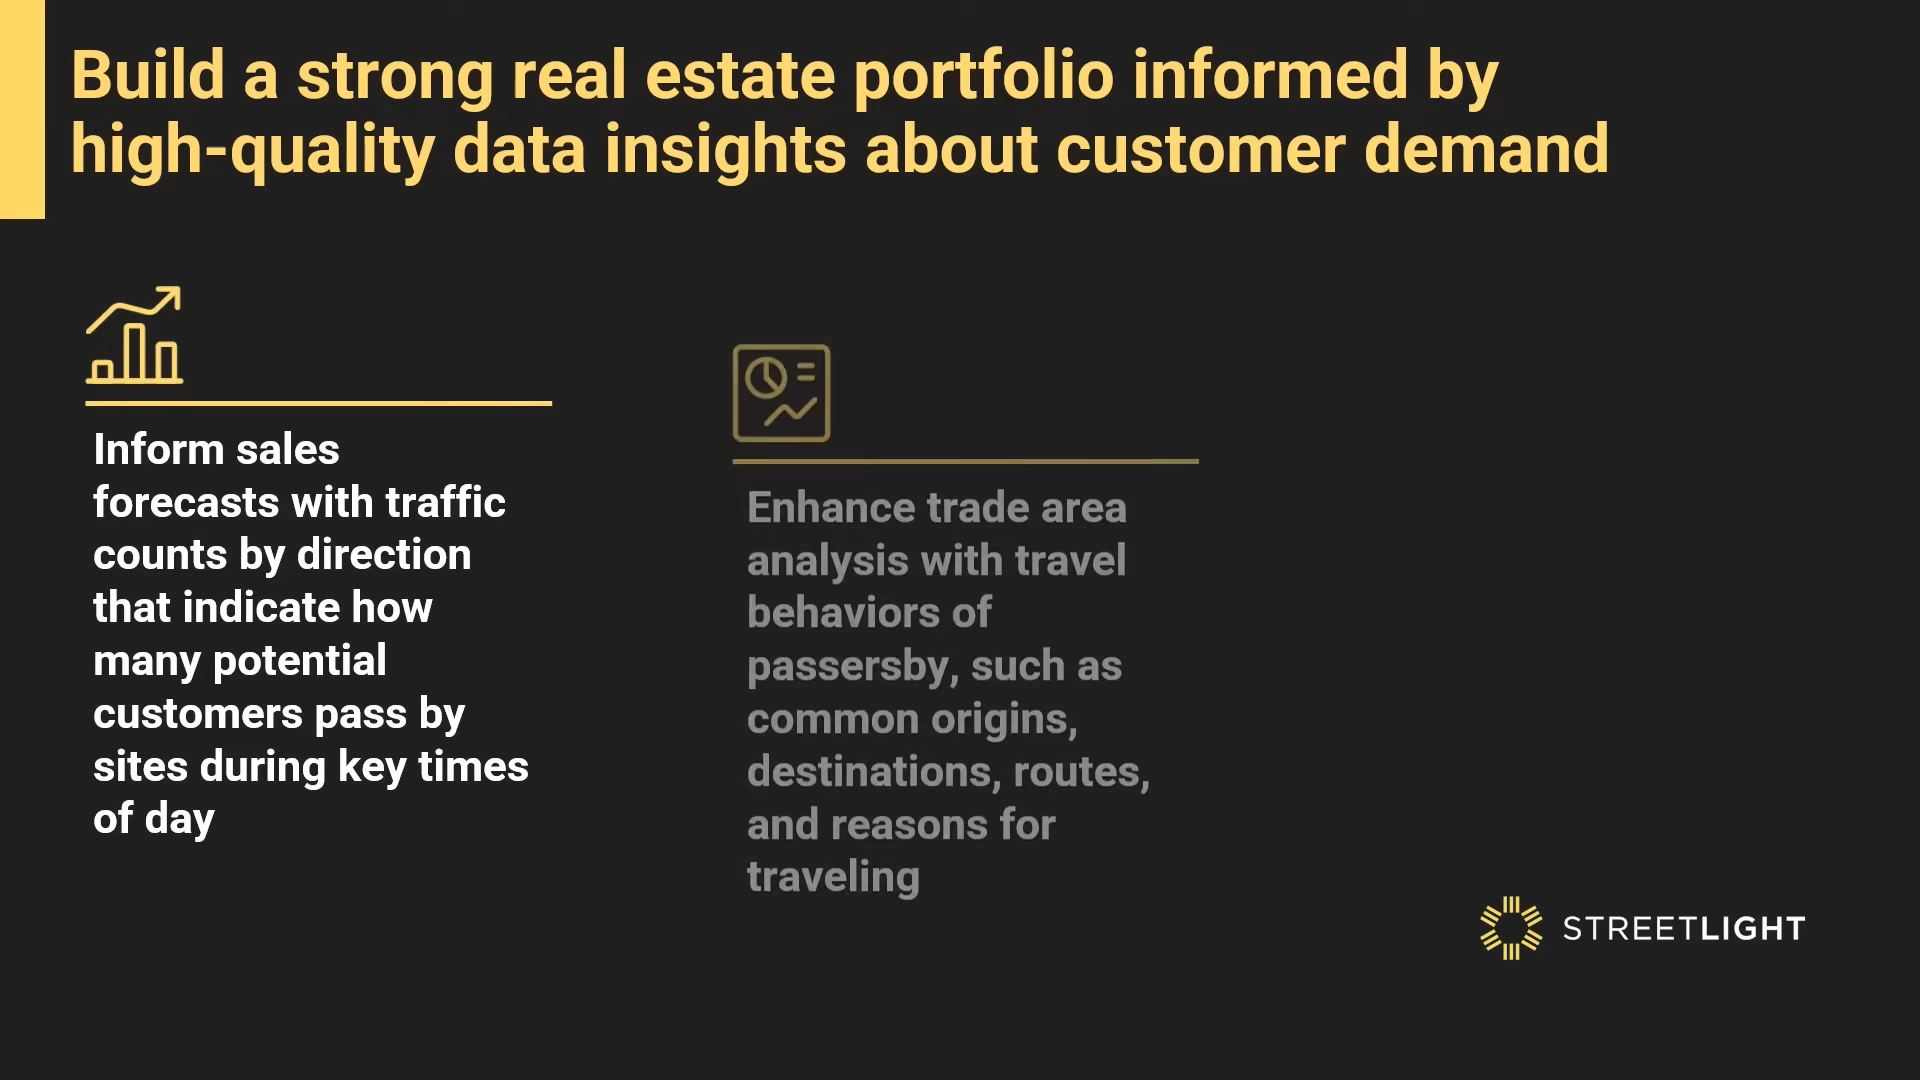 Build a strong real estate portfolio informed by
high-quality data insights about customer demand
Inform sales
forecasts with traffic
counts by direction
that indicate how
many potential
customers pass by
sites during key times
of day
Enhance trade area
analysis with travel
behaviors of
passersby, such as
common origins,
destinations, routes,
and reasons for
traveling
STREETLIGHT